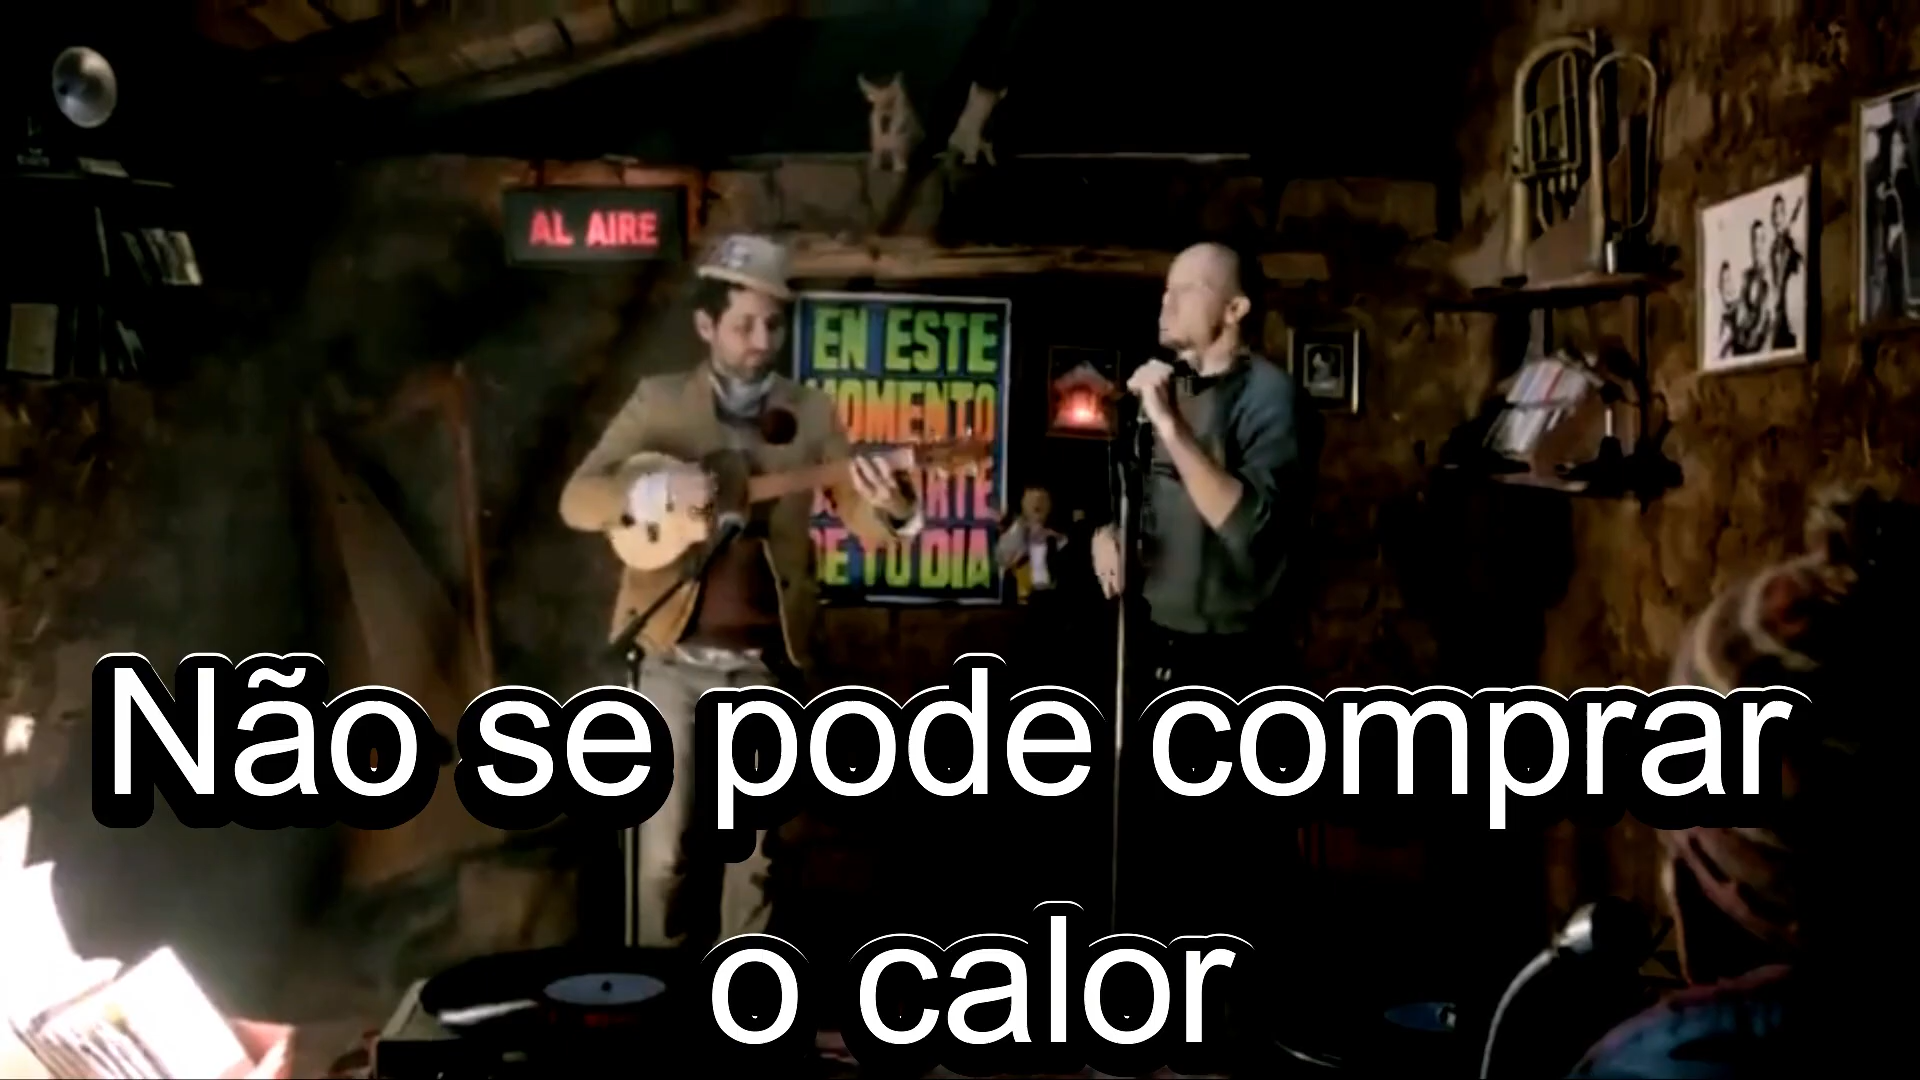 AL AIRE
EN ESTE
MOMENTO
DE TU DIA
Não se pode comprar
o calor